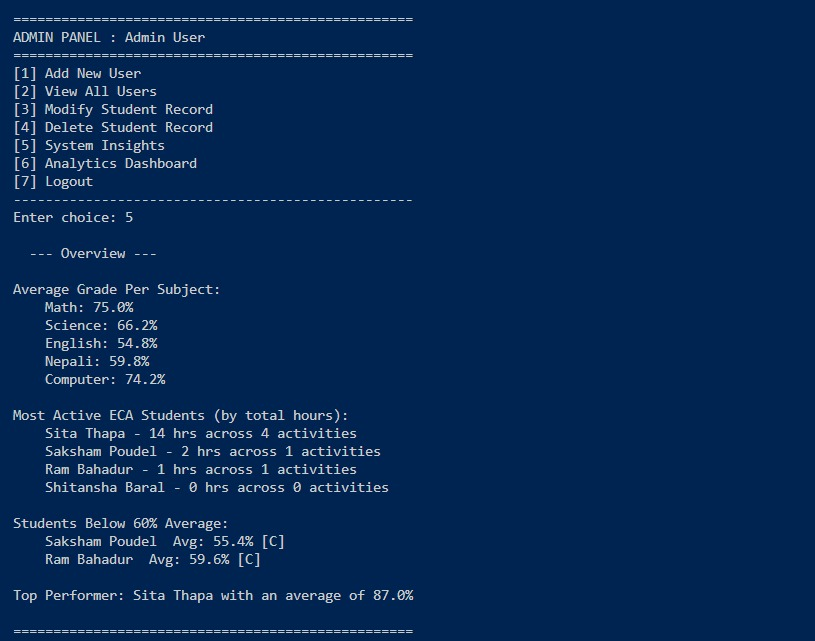 ==================================================
ADMIN PANEL : Admin User
==================================================
[1] Add New User
[2] View All Users
[3] Modify Student Record
[4] Delete Student Record
[5] System Insights
[6] Analytics Dashboard
[7] Logout
--------------------------------------------------
Enter choice: 5
--- Overview ---
Average Grade Per Subject:
Math: 75.0%
Science: 66.2%
English: 54.8%
Nepali: 59.8%
Computer: 74.2%
Most Active ECA Students (by total hours):
Sita Thapa - 14 hrs across 4 activities
Saksham Poudel - 2 hrs across 1 activities
Ram Bahadur - 1 hrs across 1 activities
Shitansha Baral - 0 hrs across 0 activities
Students Below 60% Average:
Saksham Poudel  Avg: 55.4% [C]
Ram Bahadur  Avg: 59.6% [C]
Top Performer: Sita Thapa with an average of 87.0%
==================================================